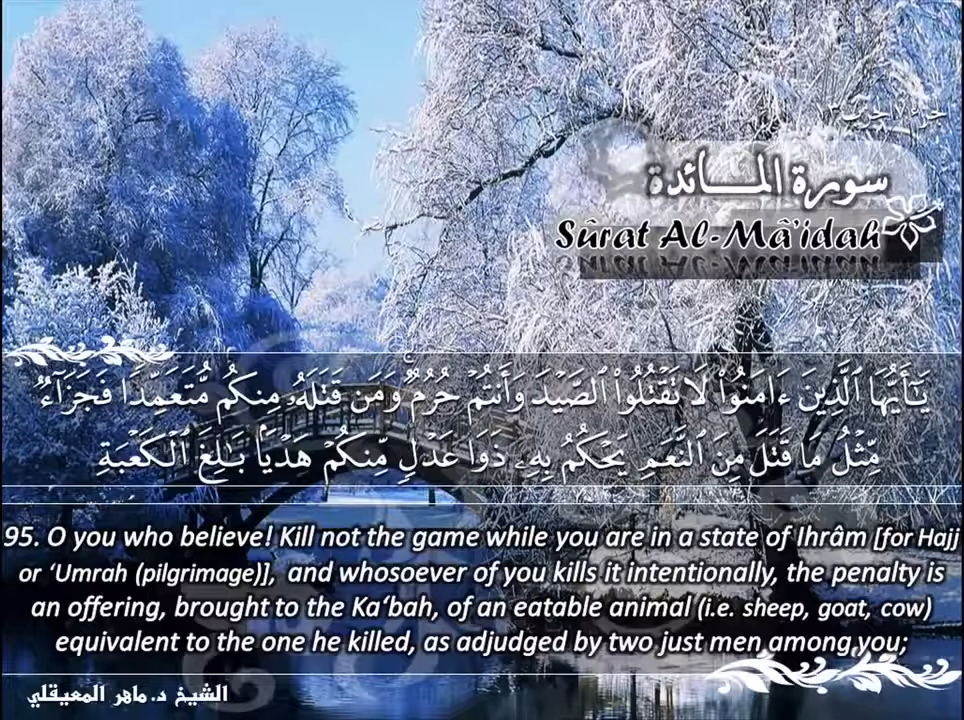 سورة المائدة
Sûrat Al-Mâ'idah
يَـٰٓأَيُّهَا ٱلَّذِينَ ءَامَنُوا۟ لَا تَقْتُلُوا۟ ٱلصَّيْدَ وَأَنتُمْ حُرُمٌ ۚ وَمَن قَتَلَهُۥ مِنكُم مُّتَعَمِّدًا فَجَزَآءٌ
مِّثْلُ مَا قَتَلَ مِنَ ٱلنَّعَمِ يَحْكُمُ بِهِۦ ذَوَا عَدْلٍ مِّنكُمْ هَدْيًۢا بَـٰلِغَ ٱلْكَعْبَةِ
95. O you who believe! Kill not the game while you are in a state of Ihrâm [for Hajj
or ‘Umrah (pilgrimage)], and whosoever of you kills it intentionally, the penalty is
an offering, brought to the Ka‘bah, of an eatable animal (i.e. sheep, goat, cow)
equivalent to the one he killed, as adjudged by two just men among you;
الشيخ د. ماهر المعيقلي